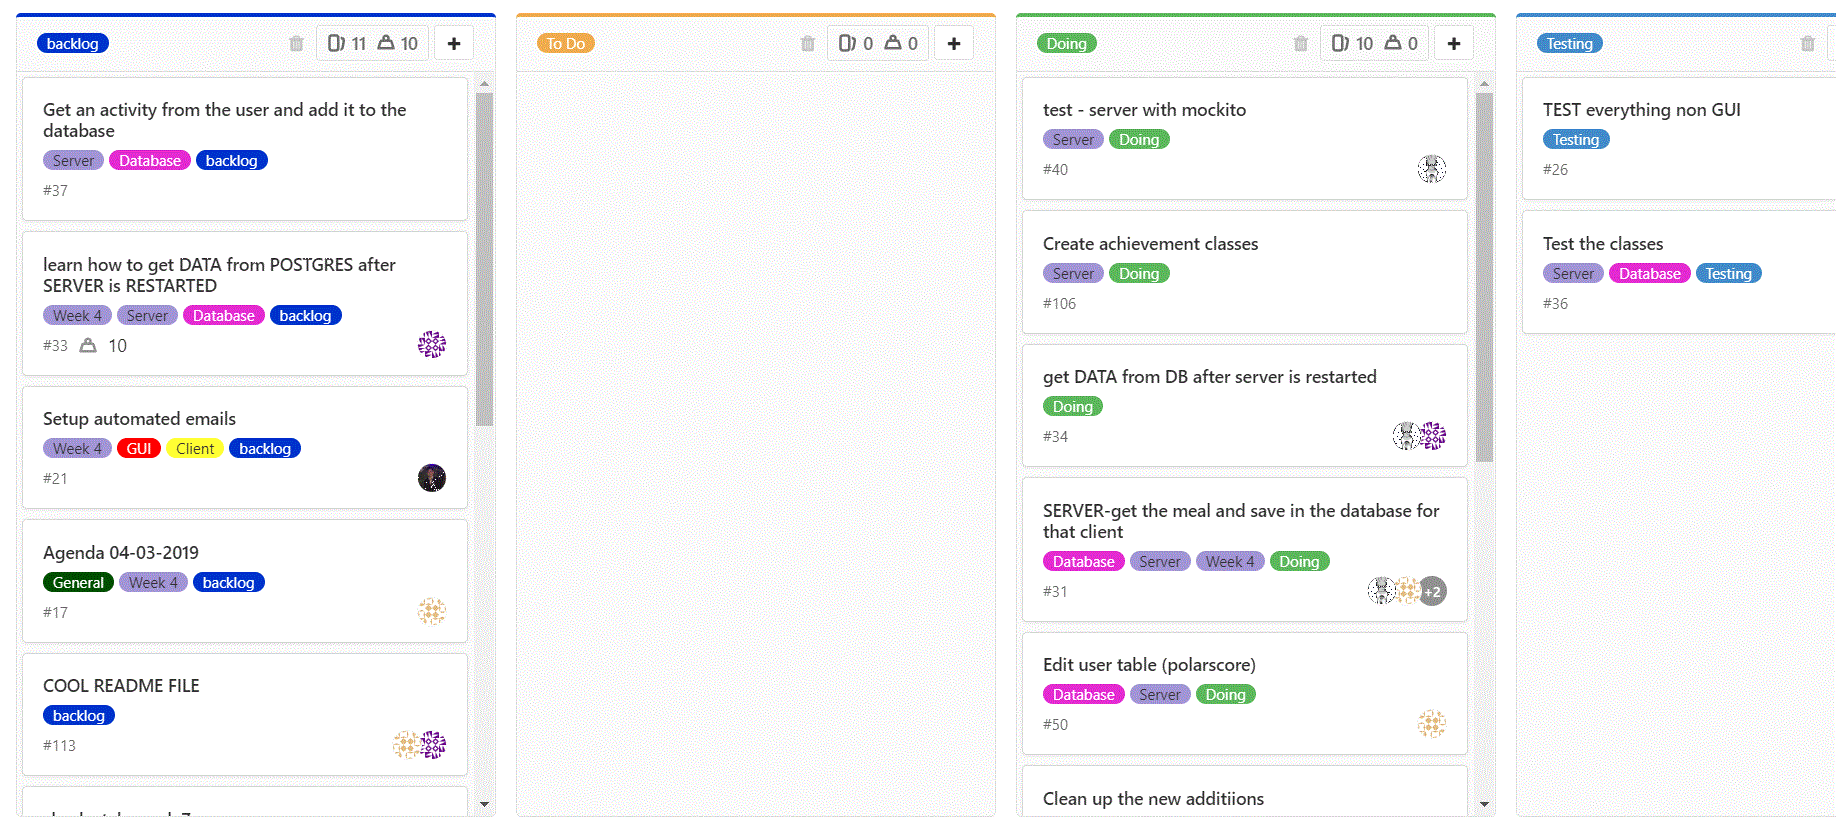 backlog 11 10 +
Get an activity from the user and add it to the
database
Server Database backlog
#37
learn how to get DATA from POSTGRES after
SERVER is RESTARTED
Week 4 Server Database backlog
#33 10
Setup automated emails
Week 4 GUI Client backlog
#21
Agenda 04-03-2019
General Week 4 backlog
#17
COOL README FILE
backlog
#113
To Do 0 0 +
Doing 10 0 +
test - server with mockito
Server Doing
#40
Create achievement classes
Server Doing
#106
get DATA from DB after server is restarted
Doing
#34
SERVER-get the meal and save in the database for
that client
Database Server Week 4 Doing
#31 +2
Edit user table (polarscore)
Database Server Doing
#50
Clean up the new additiions
Testing
TEST everything non GUI
Testing
#26
Test the classes
Server Database Testing
#36